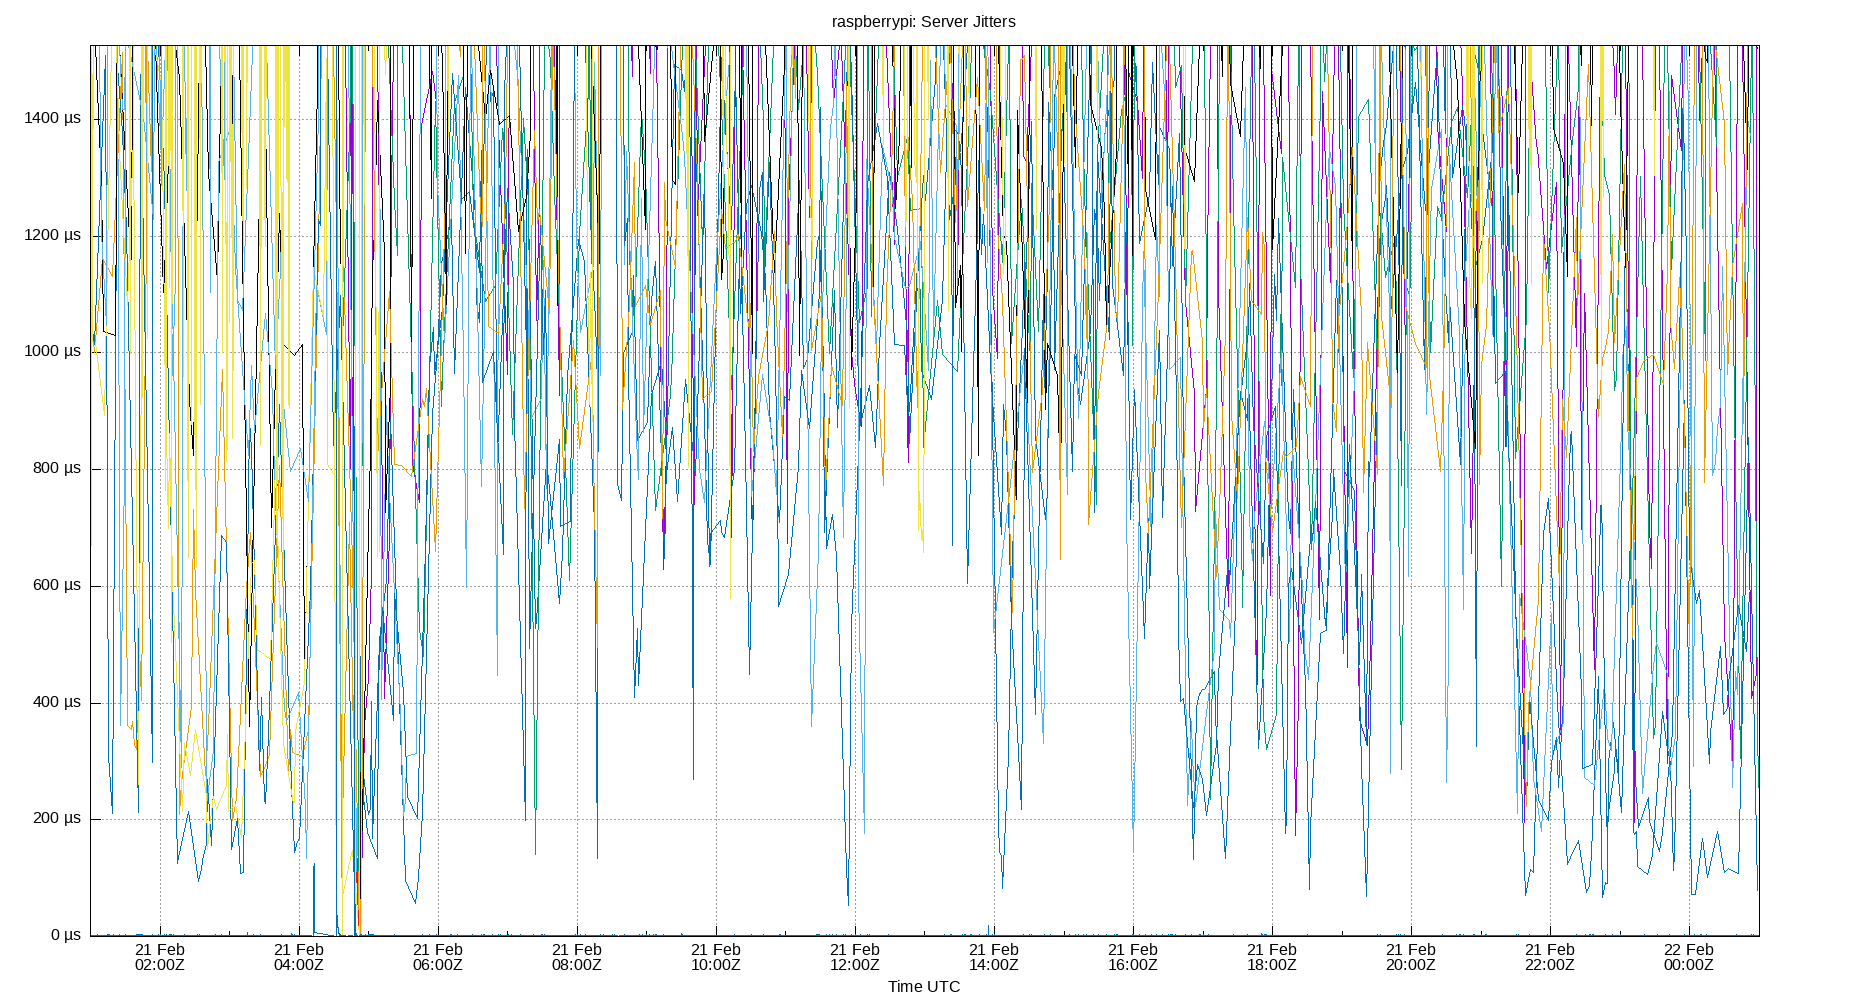 raspberrypi: Server Jitters
1400 µs
1200 µs
1000 µs
800 µs
600 µs
400 µs
200 µs
0 µs
21 Feb 21 Feb 21 Feb 21 Feb 21 Feb 21 Feb 21 Feb 21 Feb 21 Feb 21 Feb 21 Feb 22 Feb
02:00Z 04:00Z 06:00Z 08:00Z 10:00Z 12:00Z 14:00Z 16:00Z 18:00Z 20:00Z 22:00Z 00:00Z
Time UTC